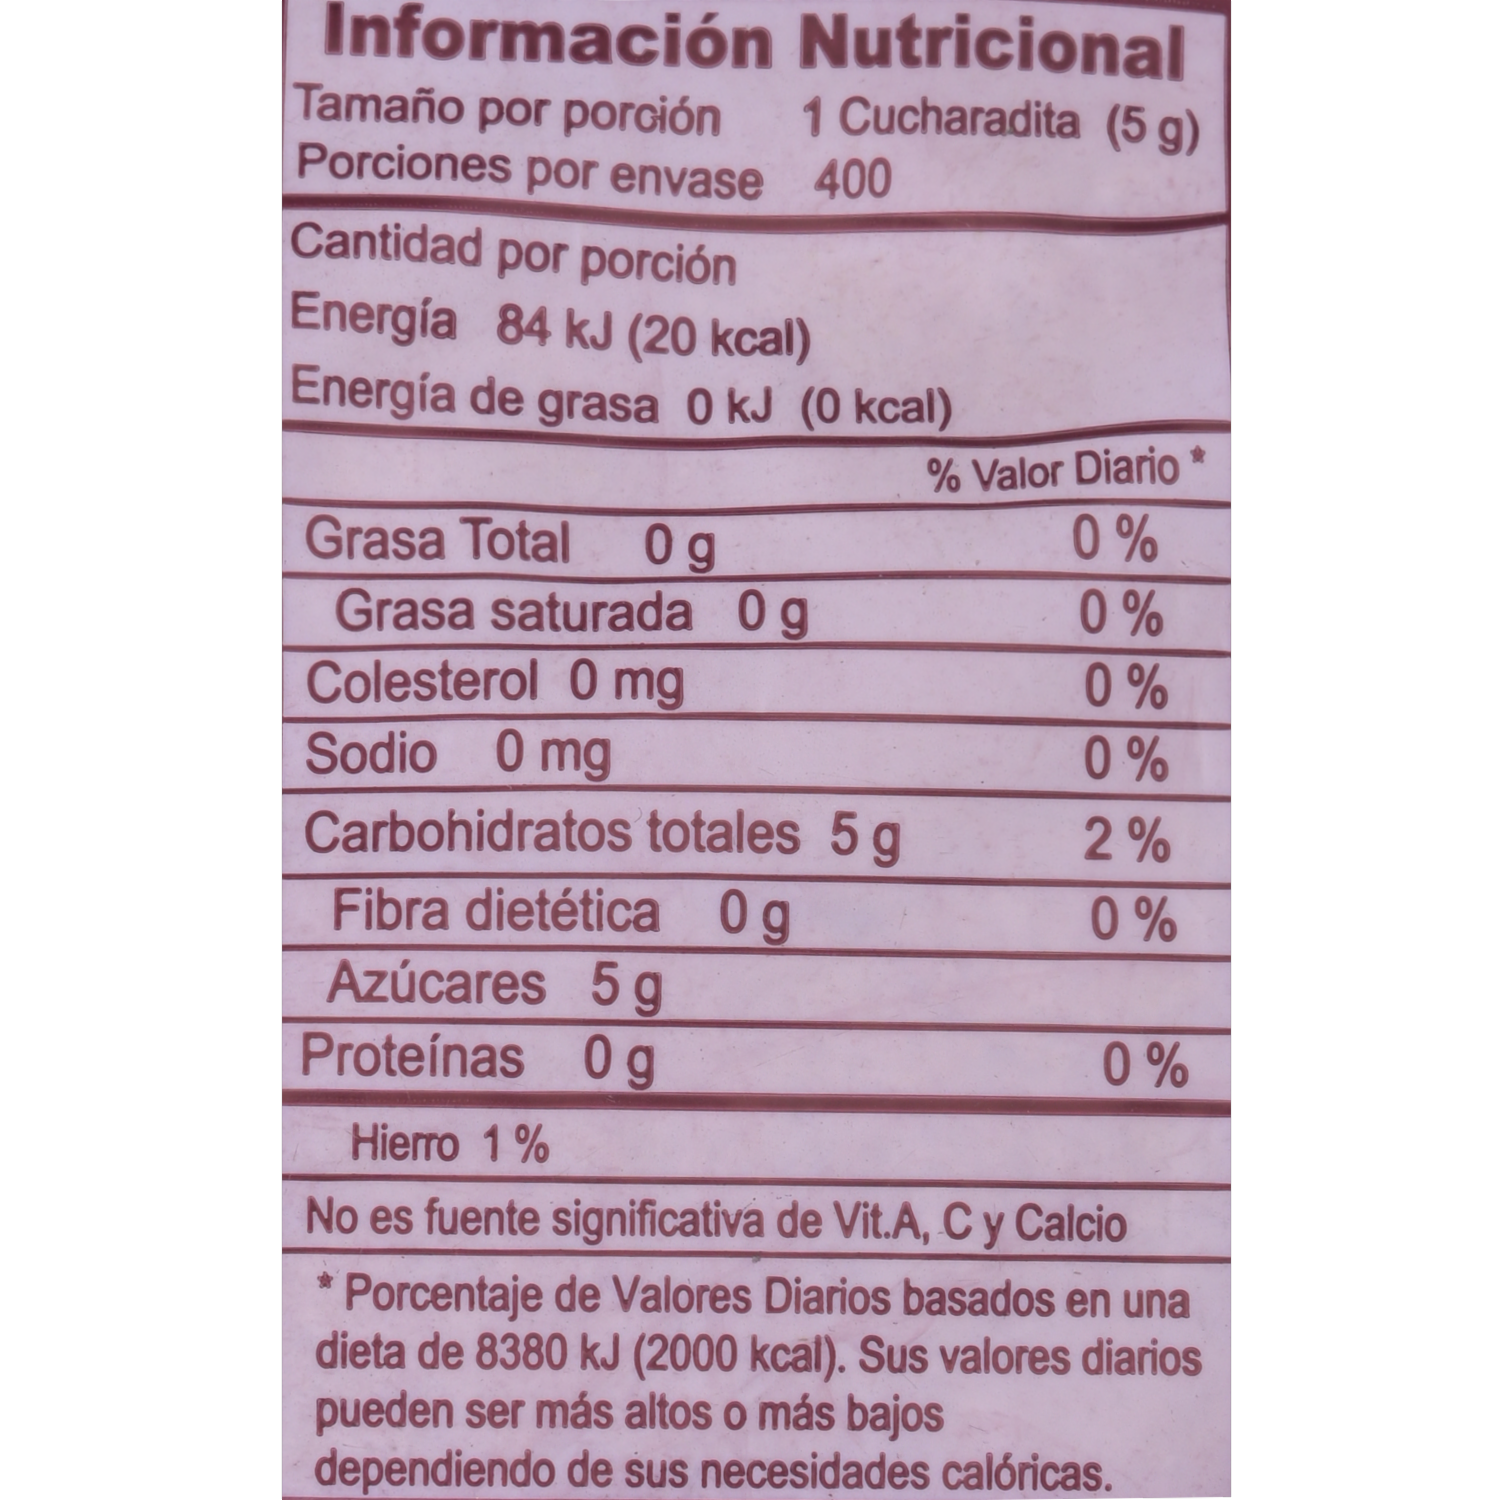 Información Nutricional
Tamaño por porción 1 Cucharadita (5 g)
Porciones por envase 400
Cantidad por porción
Energía 84 kJ (20 kcal)
Energía de grasa 0 kJ (0 kcal)
% Valor Diario *
Grasa Total 0 g 0 %
Grasa saturada 0 g 0 %
Colesterol 0 mg 0 %
Sodio 0 mg 0 %
Carbohidratos totales 5 g 2 %
Fibra dietética 0 g 0 %
Azúcares 5 g
Proteínas 0 g 0 %
Hierro 1 %
No es fuente significativa de Vit.A, C y Calcio
* Porcentaje de Valores Diarios basados en una
dieta de 8380 kJ (2000 kcal). Sus valores diarios
pueden ser más altos o más bajos
dependiendo de sus necesidades calóricas.